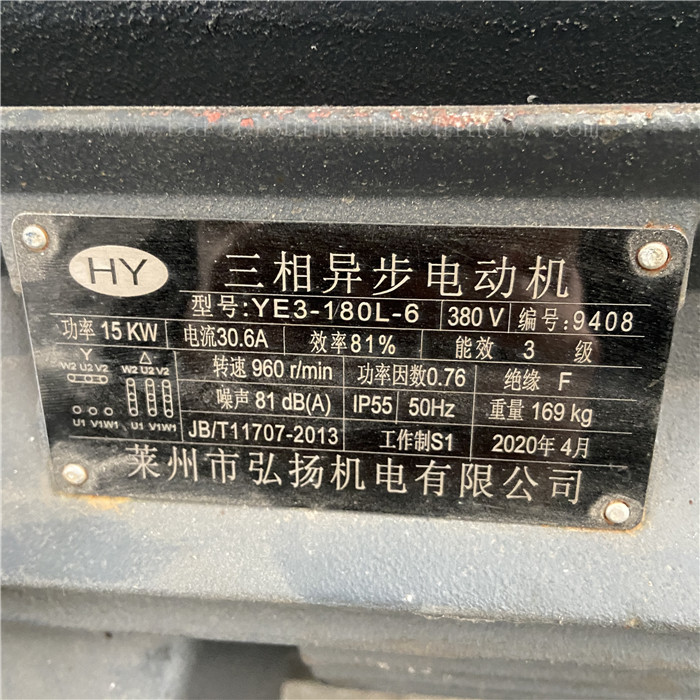 HY
三相异步电动机
型号:YE3-180L-6 380 V 编号:9408
功率 15 KW 电流30.6A 效率81% 能效 3 级
转速 960 r/min 功率因数0.76 绝缘 F
噪声 81 dB(A) IP55 50Hz 重量 169 kg
JB/T11707-2013 工作制S1 2020年 4月
Y △
W2 U2 V2 W2 U2 V2
U1 V1W1 U1 V1W1
莱州市弘扬机电有限公司